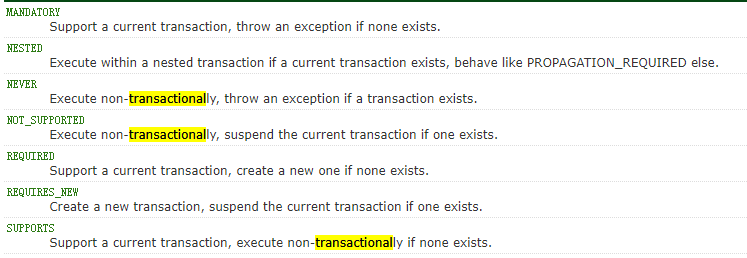 MANDATORY
Support a current transaction, throw an exception if none exists.
NESTED
Execute within a nested transaction if a current transaction exists, behave like PROPAGATION_REQUIRED else.
NEVER
Execute non-transactionally, throw an exception if a transaction exists.
NOT_SUPPORTED
Execute non-transactionally, suspend the current transaction if one exists.
REQUIRED
Support a current transaction, create a new one if none exists.
REQUIRES_NEW
Create a new transaction, suspend the current transaction if one exists.
SUPPORTS
Support a current transaction, execute non-transactionally if none exists.